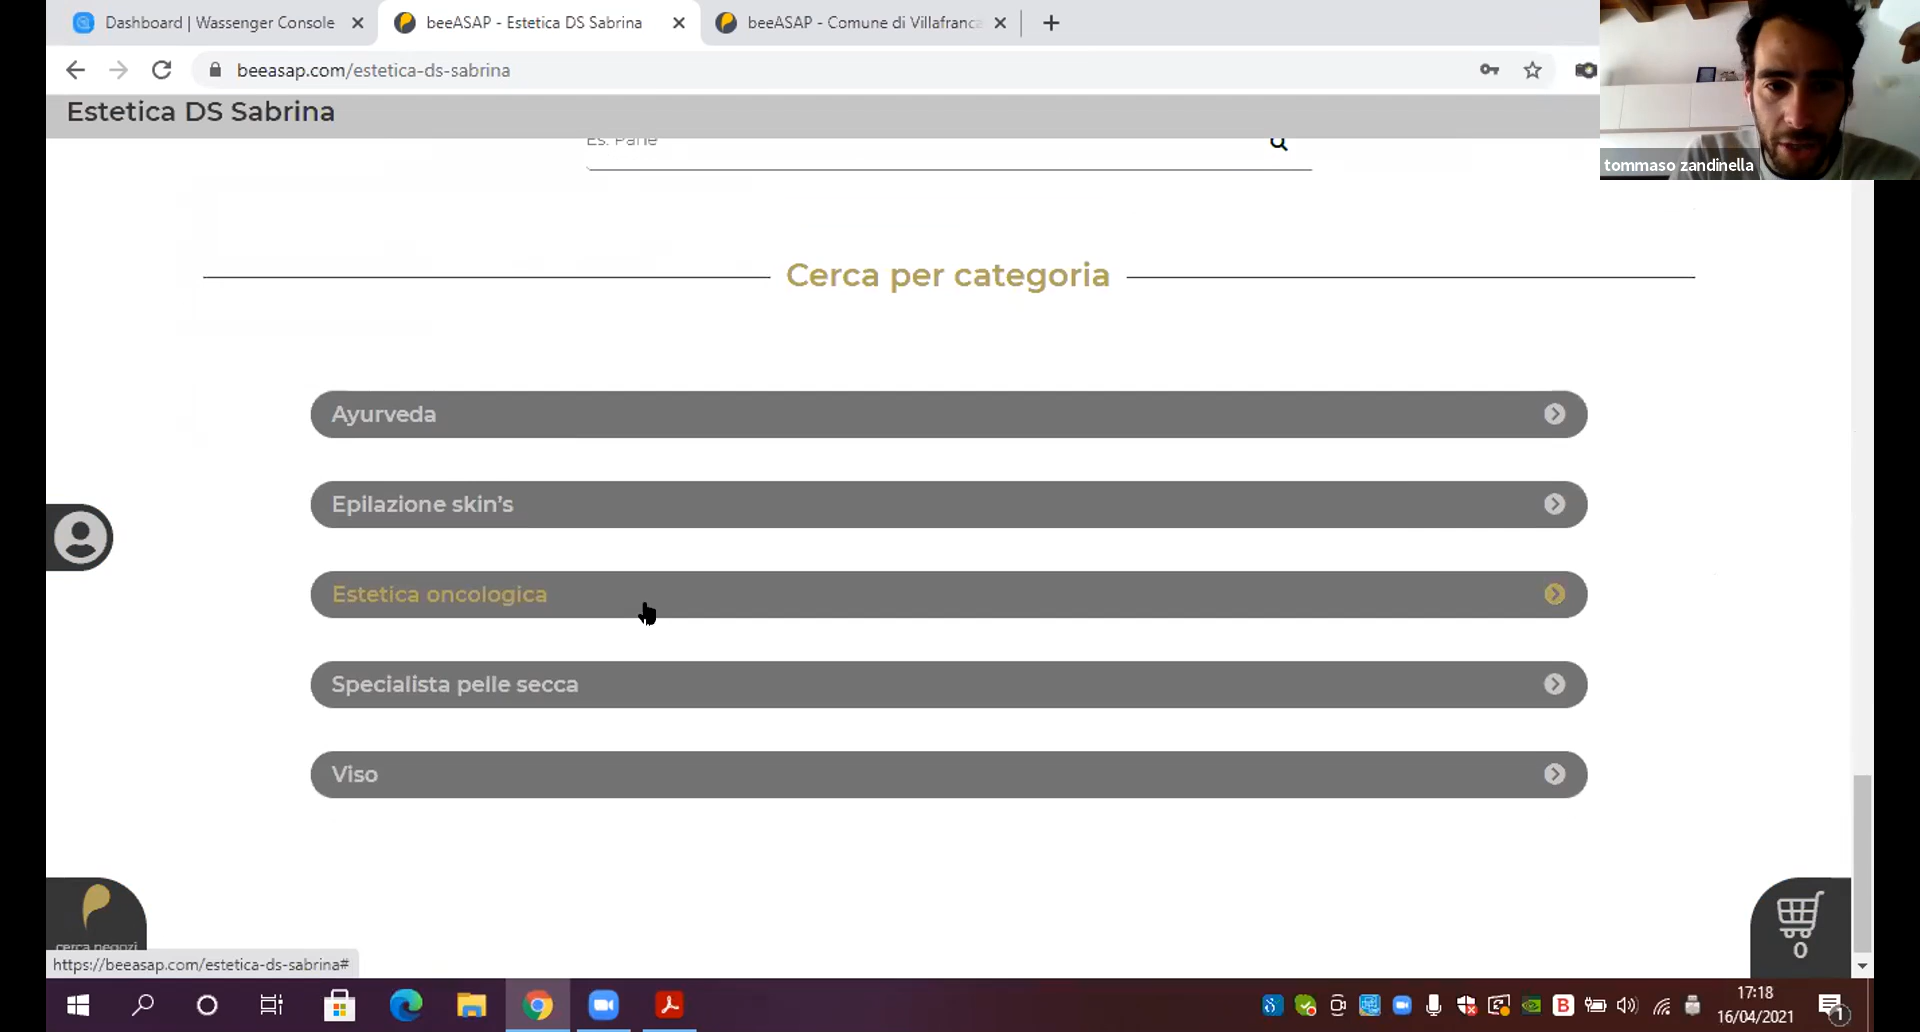 Dashboard | Wassenger Console
beeASAP - Estetica DS Sabrina
beeASAP - Comune di Villafranca
beeasap.com/estetica-ds-sabrina
tommaso zandinella
Estetica DS Sabrina
Es. Pane
Cerca per categoria
Ayurveda
Epilazione skin's
Estetica oncologica
Specialista pelle secca
Viso
cerca negozi
0
https://beeasap.com/estetica-ds-sabrina#
17:18
16/04/2021
1